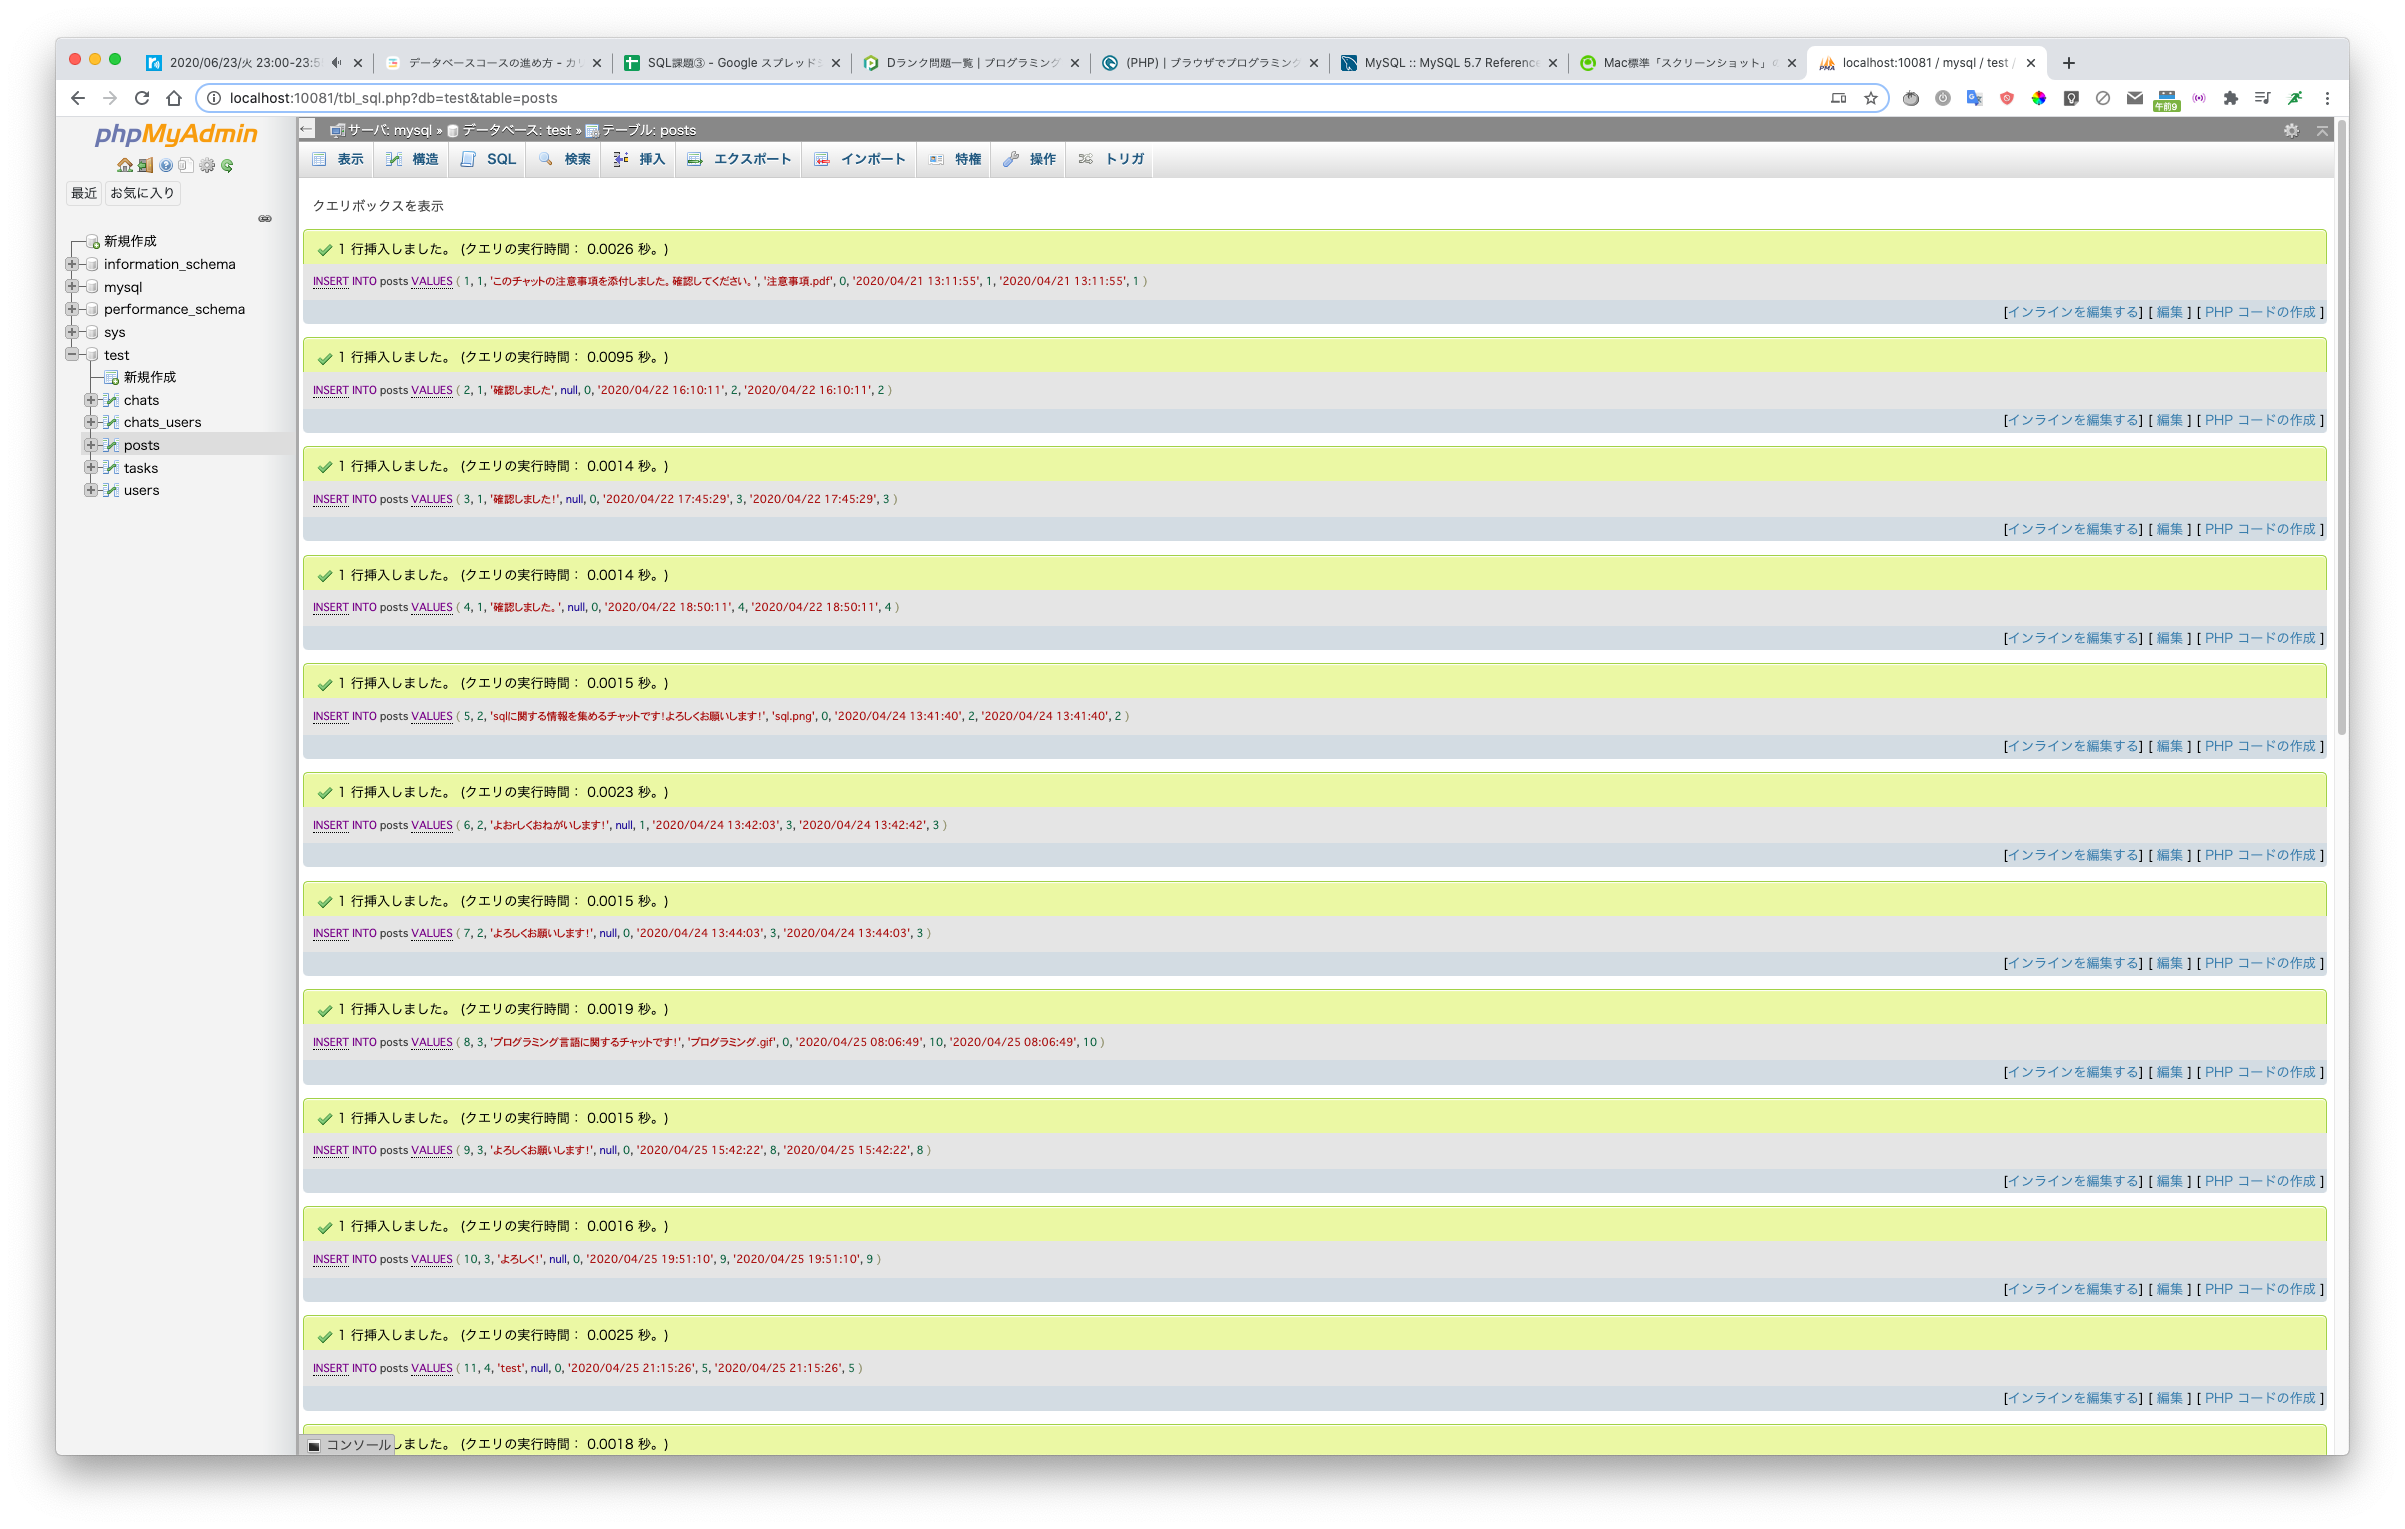 2020/06/23/火 23:00-23:5
データベースコースの進め方 - カリ
SQL課題③ - Google スプレッド
Dランク問題一覧 | プログラミング
(PHP) | ブラウザでプログラミング
MySQL :: MySQL 5.7 Reference
Mac標準「スクリーンショット」の
localhost:10081 / mysql / test /
localhost:10081/tbl_sql.php?db=test&table=posts
午前9
phpMyAdmin
最近 お気に入り
新規作成
information_schema
mysql
performance_schema
sys
test
新規作成
chats
chats_users
posts
tasks
users
サーバ: mysql » データベース: test » テーブル: posts
表示 構造 SQL 検索 挿入 エクスポート インポート 特権 操作 トリガ
クエリボックスを表示
1 行挿入しました。 (クエリの実行時間： 0.0026 秒。)
INSERT INTO posts VALUES ( 1, 1, 'このチャットの注意事項を添付しました。確認してください。', '注意事項.pdf', 0, '2020/04/21 13:11:55', 1, '2020/04/21 13:11:55', 1 )
[インラインを編集する] [ 編集 ] [ PHP コードの作成 ]
1 行挿入しました。 (クエリの実行時間： 0.0095 秒。)
INSERT INTO posts VALUES ( 2, 1, '確認しました', null, 0, '2020/04/22 16:10:11', 2, '2020/04/22 16:10:11', 2 )
[インラインを編集する] [ 編集 ] [ PHP コードの作成 ]
1 行挿入しました。 (クエリの実行時間： 0.0014 秒。)
INSERT INTO posts VALUES ( 3, 1, '確認しました！', null, 0, '2020/04/22 17:45:29', 3, '2020/04/22 17:45:29', 3 )
[インラインを編集する] [ 編集 ] [ PHP コードの作成 ]
1 行挿入しました。 (クエリの実行時間： 0.0014 秒。)
INSERT INTO posts VALUES ( 4, 1, '確認しました。', null, 0, '2020/04/22 18:50:11', 4, '2020/04/22 18:50:11', 4 )
[インラインを編集する] [ 編集 ] [ PHP コードの作成 ]
1 行挿入しました。 (クエリの実行時間： 0.0015 秒。)
INSERT INTO posts VALUES ( 5, 2, 'sqlに関する情報を集めるチャットです！よろしくお願いします！', 'sql.png', 0, '2020/04/24 13:41:40', 2, '2020/04/24 13:41:40', 2 )
[インラインを編集する] [ 編集 ] [ PHP コードの作成 ]
1 行挿入しました。 (クエリの実行時間： 0.0023 秒。)
INSERT INTO posts VALUES ( 6, 2, 'よおrしくおねがいします！', null, 1, '2020/04/24 13:42:03', 3, '2020/04/24 13:42:42', 3 )
[インラインを編集する] [ 編集 ] [ PHP コードの作成 ]
1 行挿入しました。 (クエリの実行時間： 0.0015 秒。)
INSERT INTO posts VALUES ( 7, 2, 'よろしくお願いします！', null, 0, '2020/04/24 13:44:03', 3, '2020/04/24 13:44:03', 3 )
[インラインを編集する] [ 編集 ] [ PHP コードの作成 ]
1 行挿入しました。 (クエリの実行時間： 0.0019 秒。)
INSERT INTO posts VALUES ( 8, 3, 'プログラミング言語に関するチャットです！', 'プログラミング.gif', 0, '2020/04/25 08:06:49', 10, '2020/04/25 08:06:49', 10 )
[インラインを編集する] [ 編集 ] [ PHP コードの作成 ]
1 行挿入しました。 (クエリの実行時間： 0.0015 秒。)
INSERT INTO posts VALUES ( 9, 3, 'よろしくお願いします！', null, 0, '2020/04/25 15:42:22', 8, '2020/04/25 15:42:22', 8 )
[インラインを編集する] [ 編集 ] [ PHP コードの作成 ]
1 行挿入しました。 (クエリの実行時間： 0.0016 秒。)
INSERT INTO posts VALUES ( 10, 3, 'よろしく！', null, 0, '2020/04/25 19:51:10', 9, '2020/04/25 19:51:10', 9 )
[インラインを編集する] [ 編集 ] [ PHP コードの作成 ]
1 行挿入しました。 (クエリの実行時間： 0.0025 秒。)
INSERT INTO posts VALUES ( 11, 4, 'test', null, 0, '2020/04/25 21:15:26', 5, '2020/04/25 21:15:26', 5 )
[インラインを編集する] [ 編集 ] [ PHP コードの作成 ]
コンソール しました。 (クエリの実行時間： 0.0018 秒。)